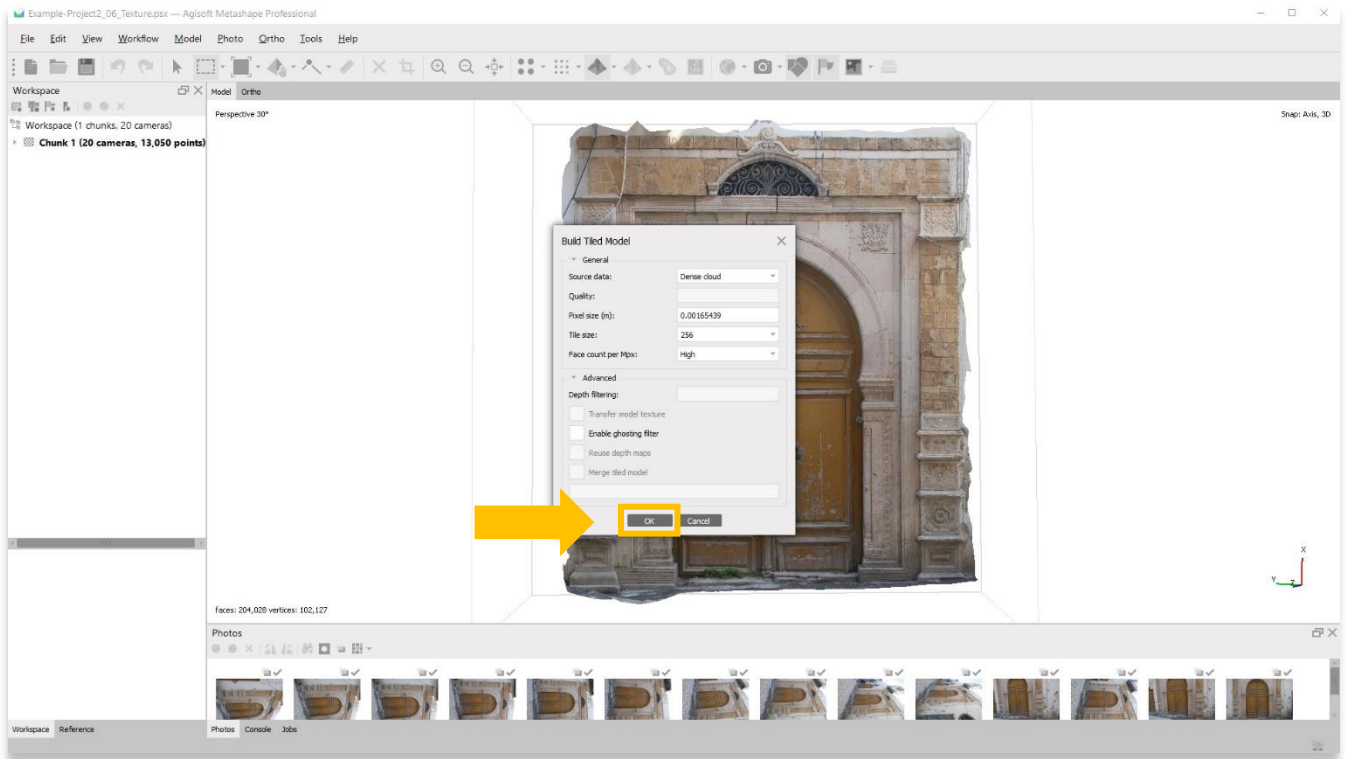 Example-Project2_06_Texture.psx — Agisoft Metashape Professional
File Edit View Workflow Model Photo Ortho Tools Help
Workspace
Model Ortho
Perspective 30°
Snap: Axis, 3D
Workspace (1 chunks, 20 cameras)
Chunk 1 (20 cameras, 13,050 points)
Build Tiled Model
General
Source data: Dense cloud
Quality:
Pixel size (m): 0.00165439
Tile size: 256
Face count per Mpx: High
Advanced
Depth filtering:
Transfer model texture
Enable ghosting filter
Reuse depth maps
Merge tiled model
OK Cancel
X
Y Z
faces: 204,028 vertices: 102,127
Photos
Workspace Reference
Photos Console Jobs